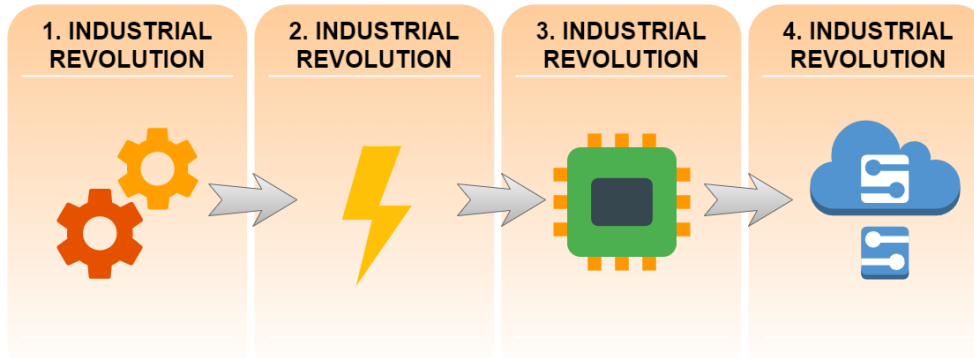 1. INDUSTRIAL
REVOLUTION
2. INDUSTRIAL
REVOLUTION
3. INDUSTRIAL
REVOLUTION
4. INDUSTRIAL
REVOLUTION